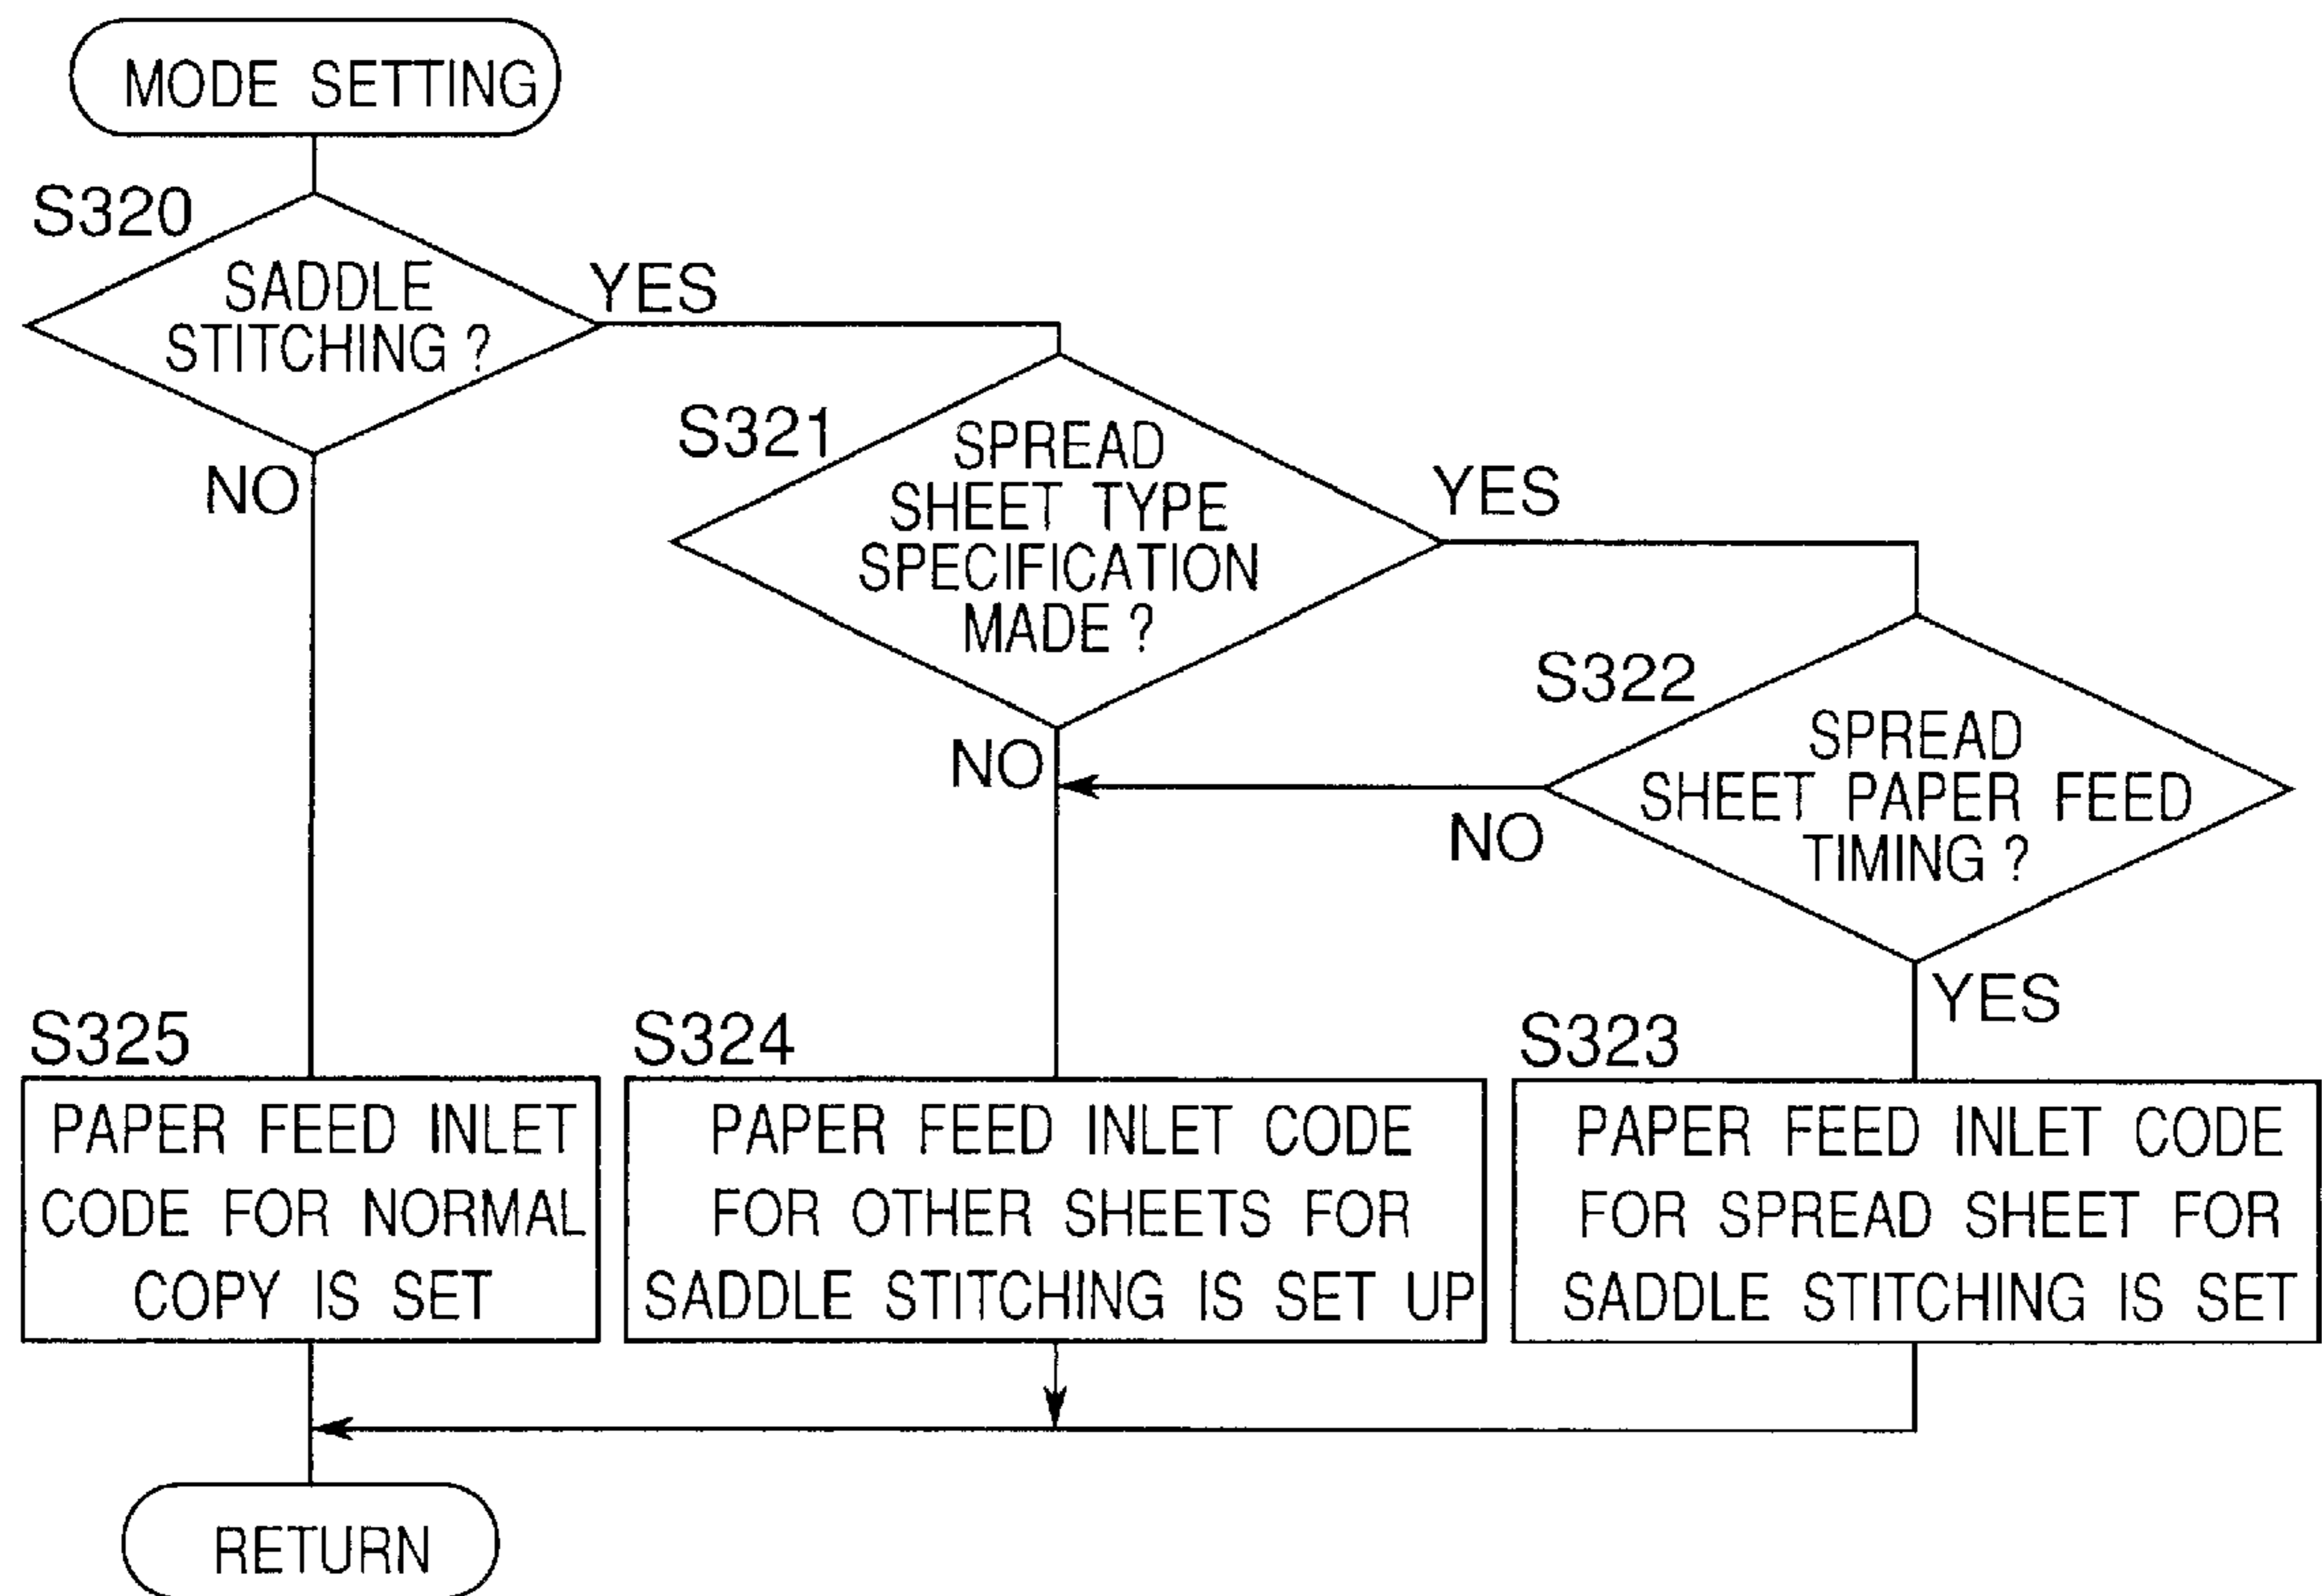 MODE SETTING
S320
SADDLE
STITCHING ?
YES
NO
S321
SPREAD
SHEET TYPE
SPECIFICATION
MADE ?
YES
NO
S322
SPREAD
SHEET PAPER FEED
TIMING ?
NO
YES
S325
PAPER FEED INLET
CODE FOR NORMAL
COPY IS SET
S324
PAPER FEED INLET CODE
FOR OTHER SHEETS FOR
SADDLE STITCHING IS SET UP
S323
PAPER FEED INLET CODE
FOR SPREAD SHEET FOR
SADDLE STITCHING IS SET
RETURN